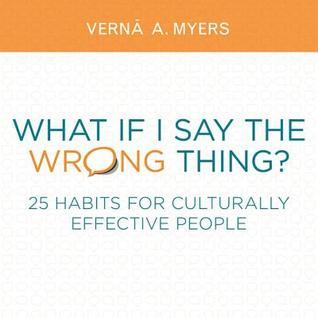 VERNĀ A. MYERS
WHAT IF I SAY THE
WRONG THING?
25 HABITS FOR CULTURALLY
EFFECTIVE PEOPLE